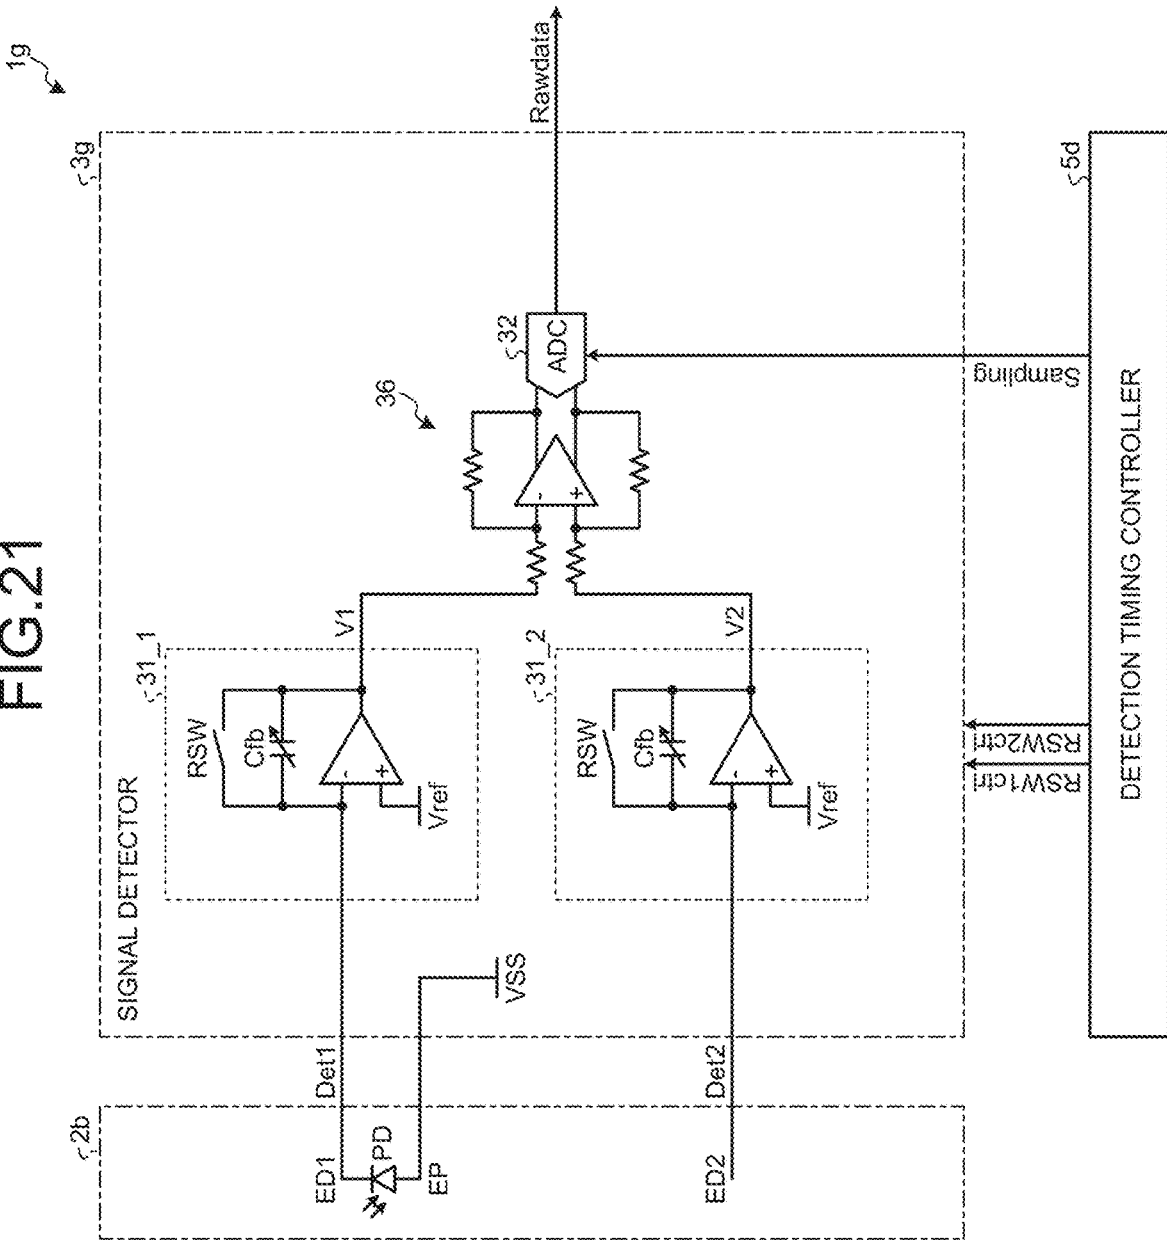 FIG.21
1g
2b
ED1
PD
EP
ED2
Det1
Det2
3g
SIGNAL DETECTOR
VSS
31_1
RSW
Cfb
-
+
Vref
V1
31_2
RSW
Cfb
-
+
Vref
V2
36
-
+
32
ADC
Rawdata
RSW1ctrl
RSW2ctrl
Sampling
5d
DETECTION TIMING CONTROLLER